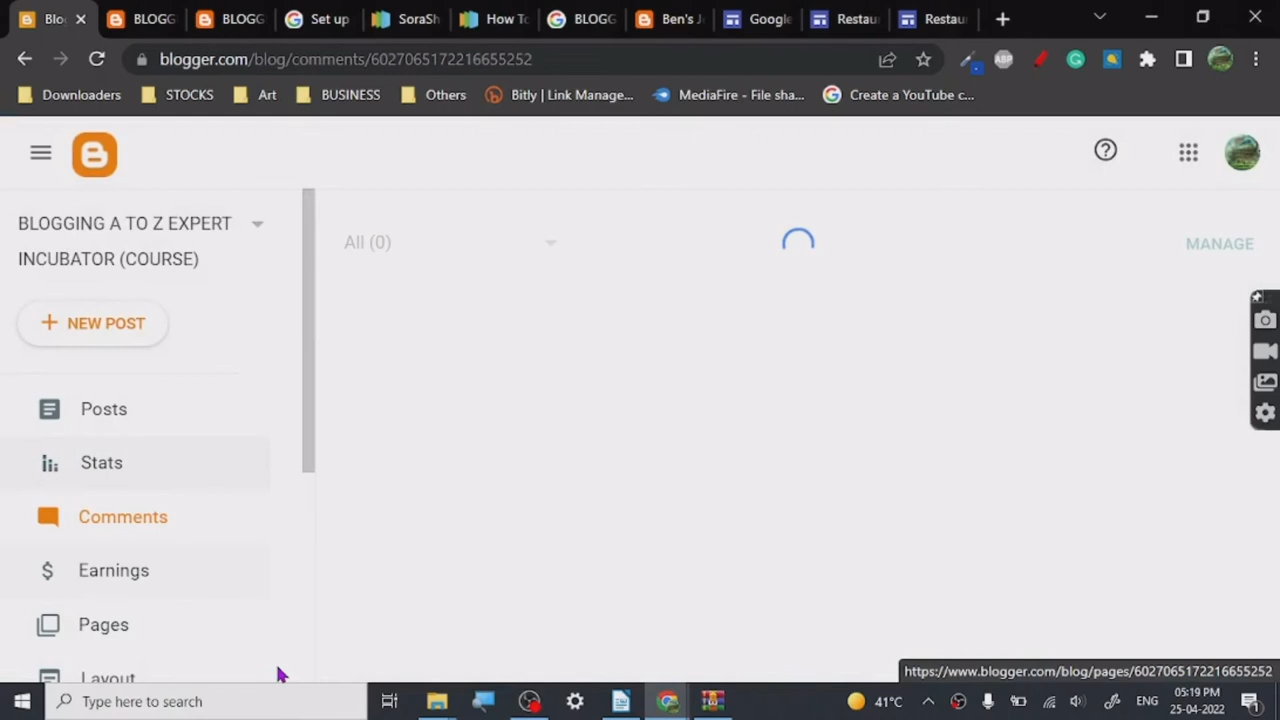 Blo
BLOGG
BLOGG
Set up
SoraSh
How To
BLOGG
Ben's J
Google
Restau
Restau
blogger.com/blog/comments/6027065172216655252
ABP
Downloaders
STOCKS
Art
BUSINESS
Others
Bitly | Link Manage...
MediaFire - File sha...
Create a YouTube c...
BLOGGING A TO Z EXPERT
INCUBATOR (COURSE)
All (0)
MANAGE
NEW POST
Posts
Stats
Comments
Earnings
Pages
Layout
https://www.blogger.com/blog/pages/6027065172216655252
Type here to search
41°C
ENG
05:19 PM
25-04-2022
1